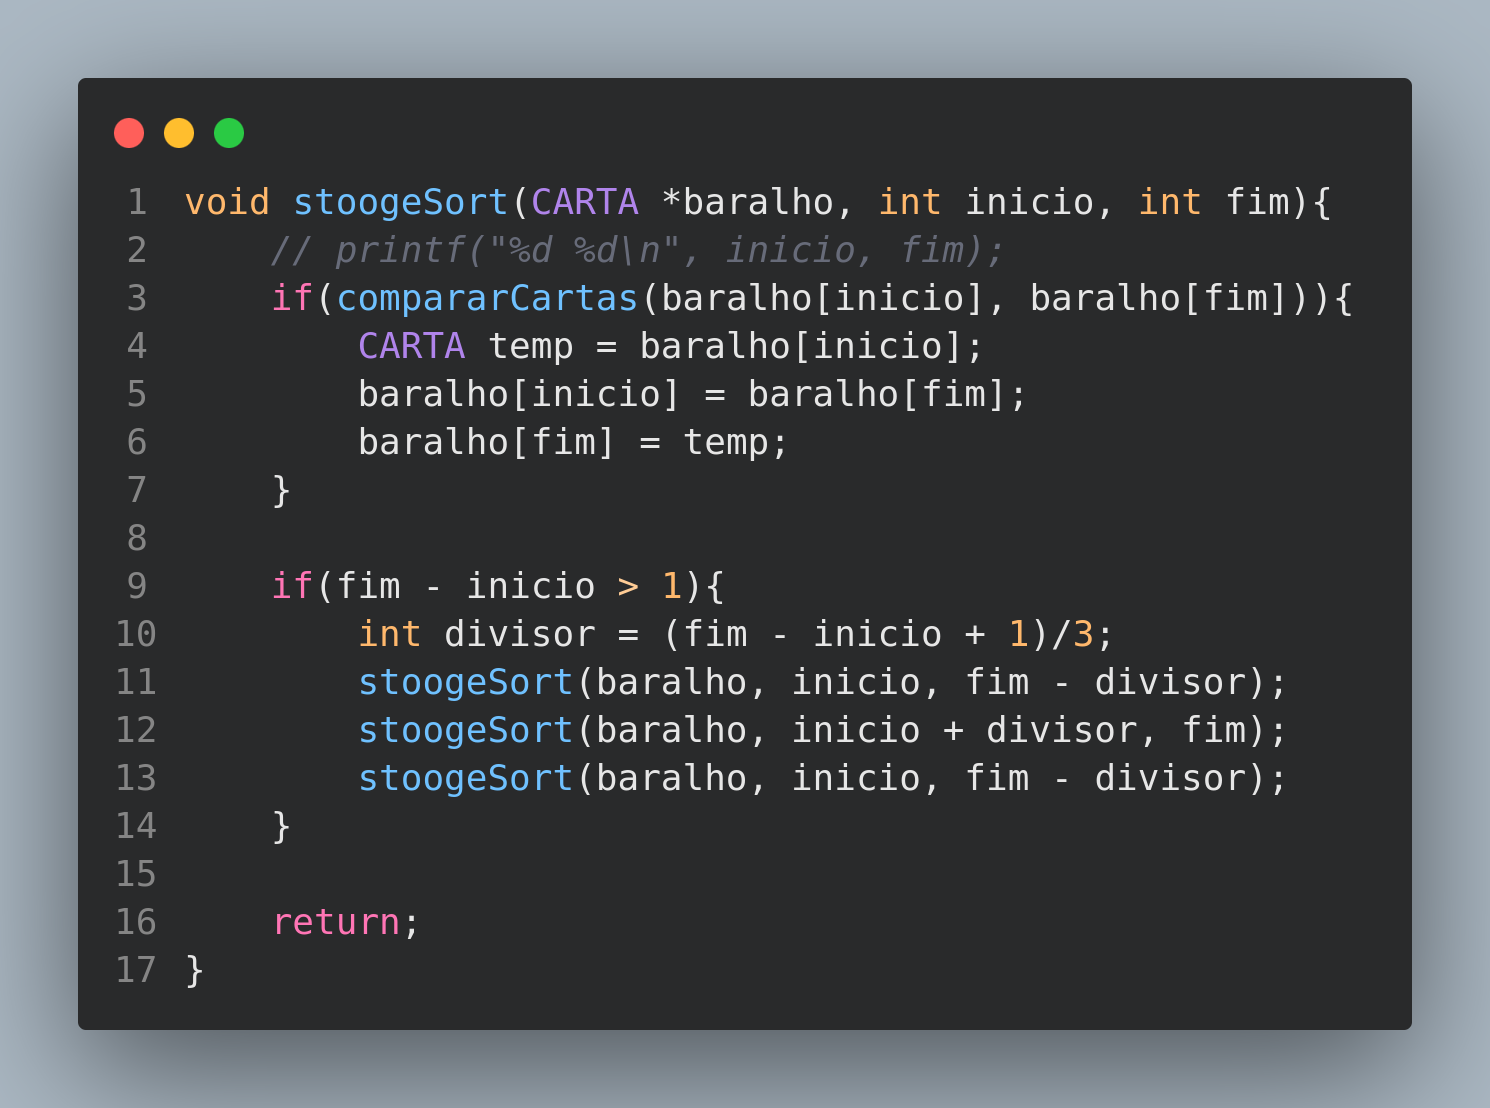 1 void stoogeSort(CARTA *baralho, int inicio, int fim){
2     // printf("%d %d\n", inicio, fim);
3     if(compararCartas(baralho[inicio], baralho[fim])){
4         CARTA temp = baralho[inicio];
5         baralho[inicio] = baralho[fim];
6         baralho[fim] = temp;
7     }
8
9     if(fim - inicio > 1){
10         int divisor = (fim - inicio + 1)/3;
11         stoogeSort(baralho, inicio, fim - divisor);
12         stoogeSort(baralho, inicio + divisor, fim);
13         stoogeSort(baralho, inicio, fim - divisor);
14     }
15
16     return;
17 }